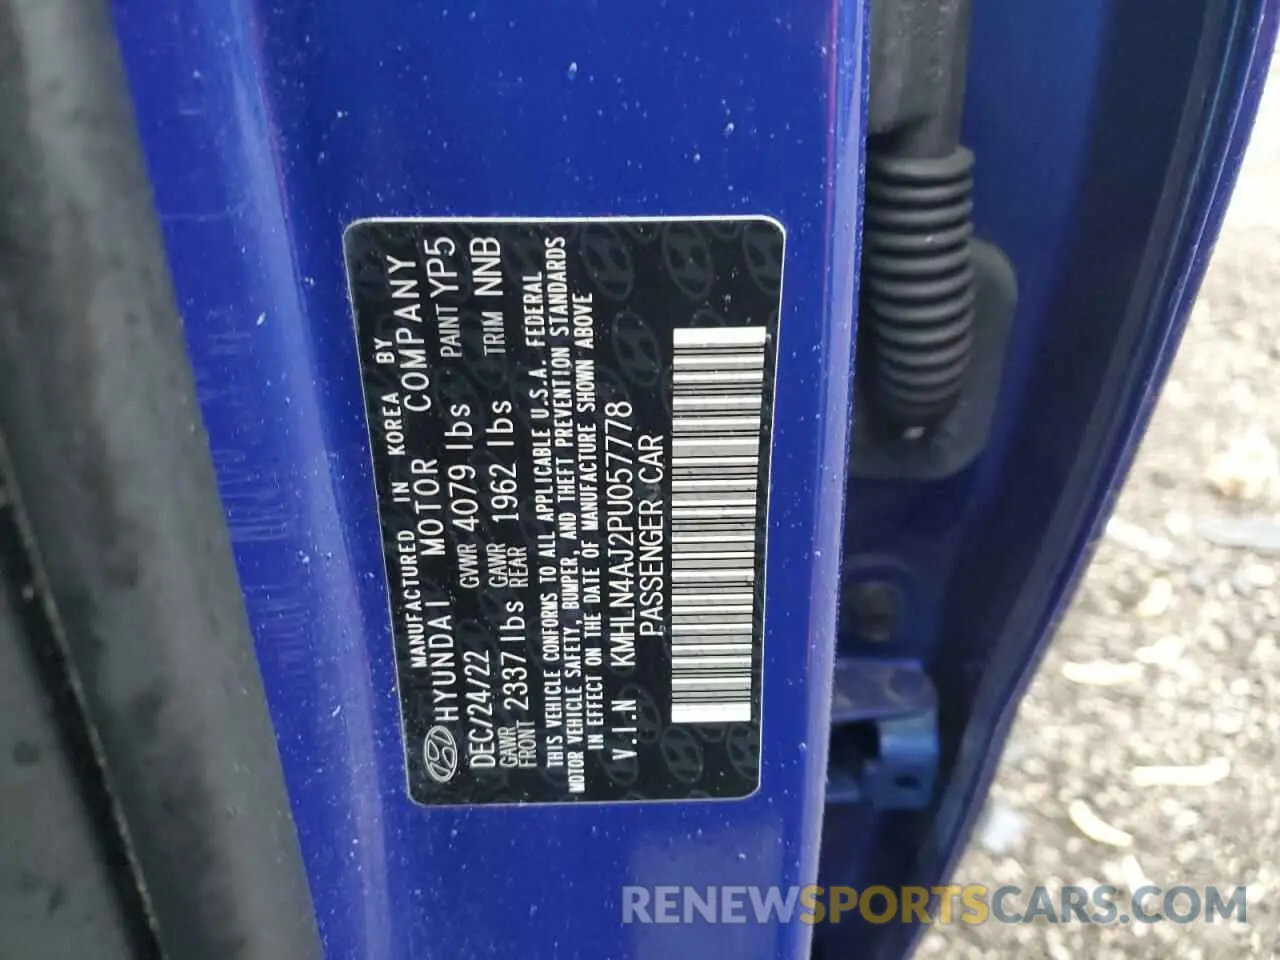 MANUFACTURED IN KOREA BY
HYUNDAI MOTOR COMPANY
DEC/24/22 GVWR 4079 lbs PAINT YP5
GAWR FRONT 2337 lbs GAWR REAR 1962 lbs TRIM NNB
THIS VEHICLE CONFORMS TO ALL APPLICABLE U.S.A. FEDERAL
MOTOR VEHICLE SAFETY, BUMPER, AND THEFT PREVENTION STANDARDS
IN EFFECT ON THE DATE OF MANUFACTURE SHOWN ABOVE
V.I.N KMHLN4AJ2PU057778
PASSENGER CAR
RENEWSPORTSCARS.COM